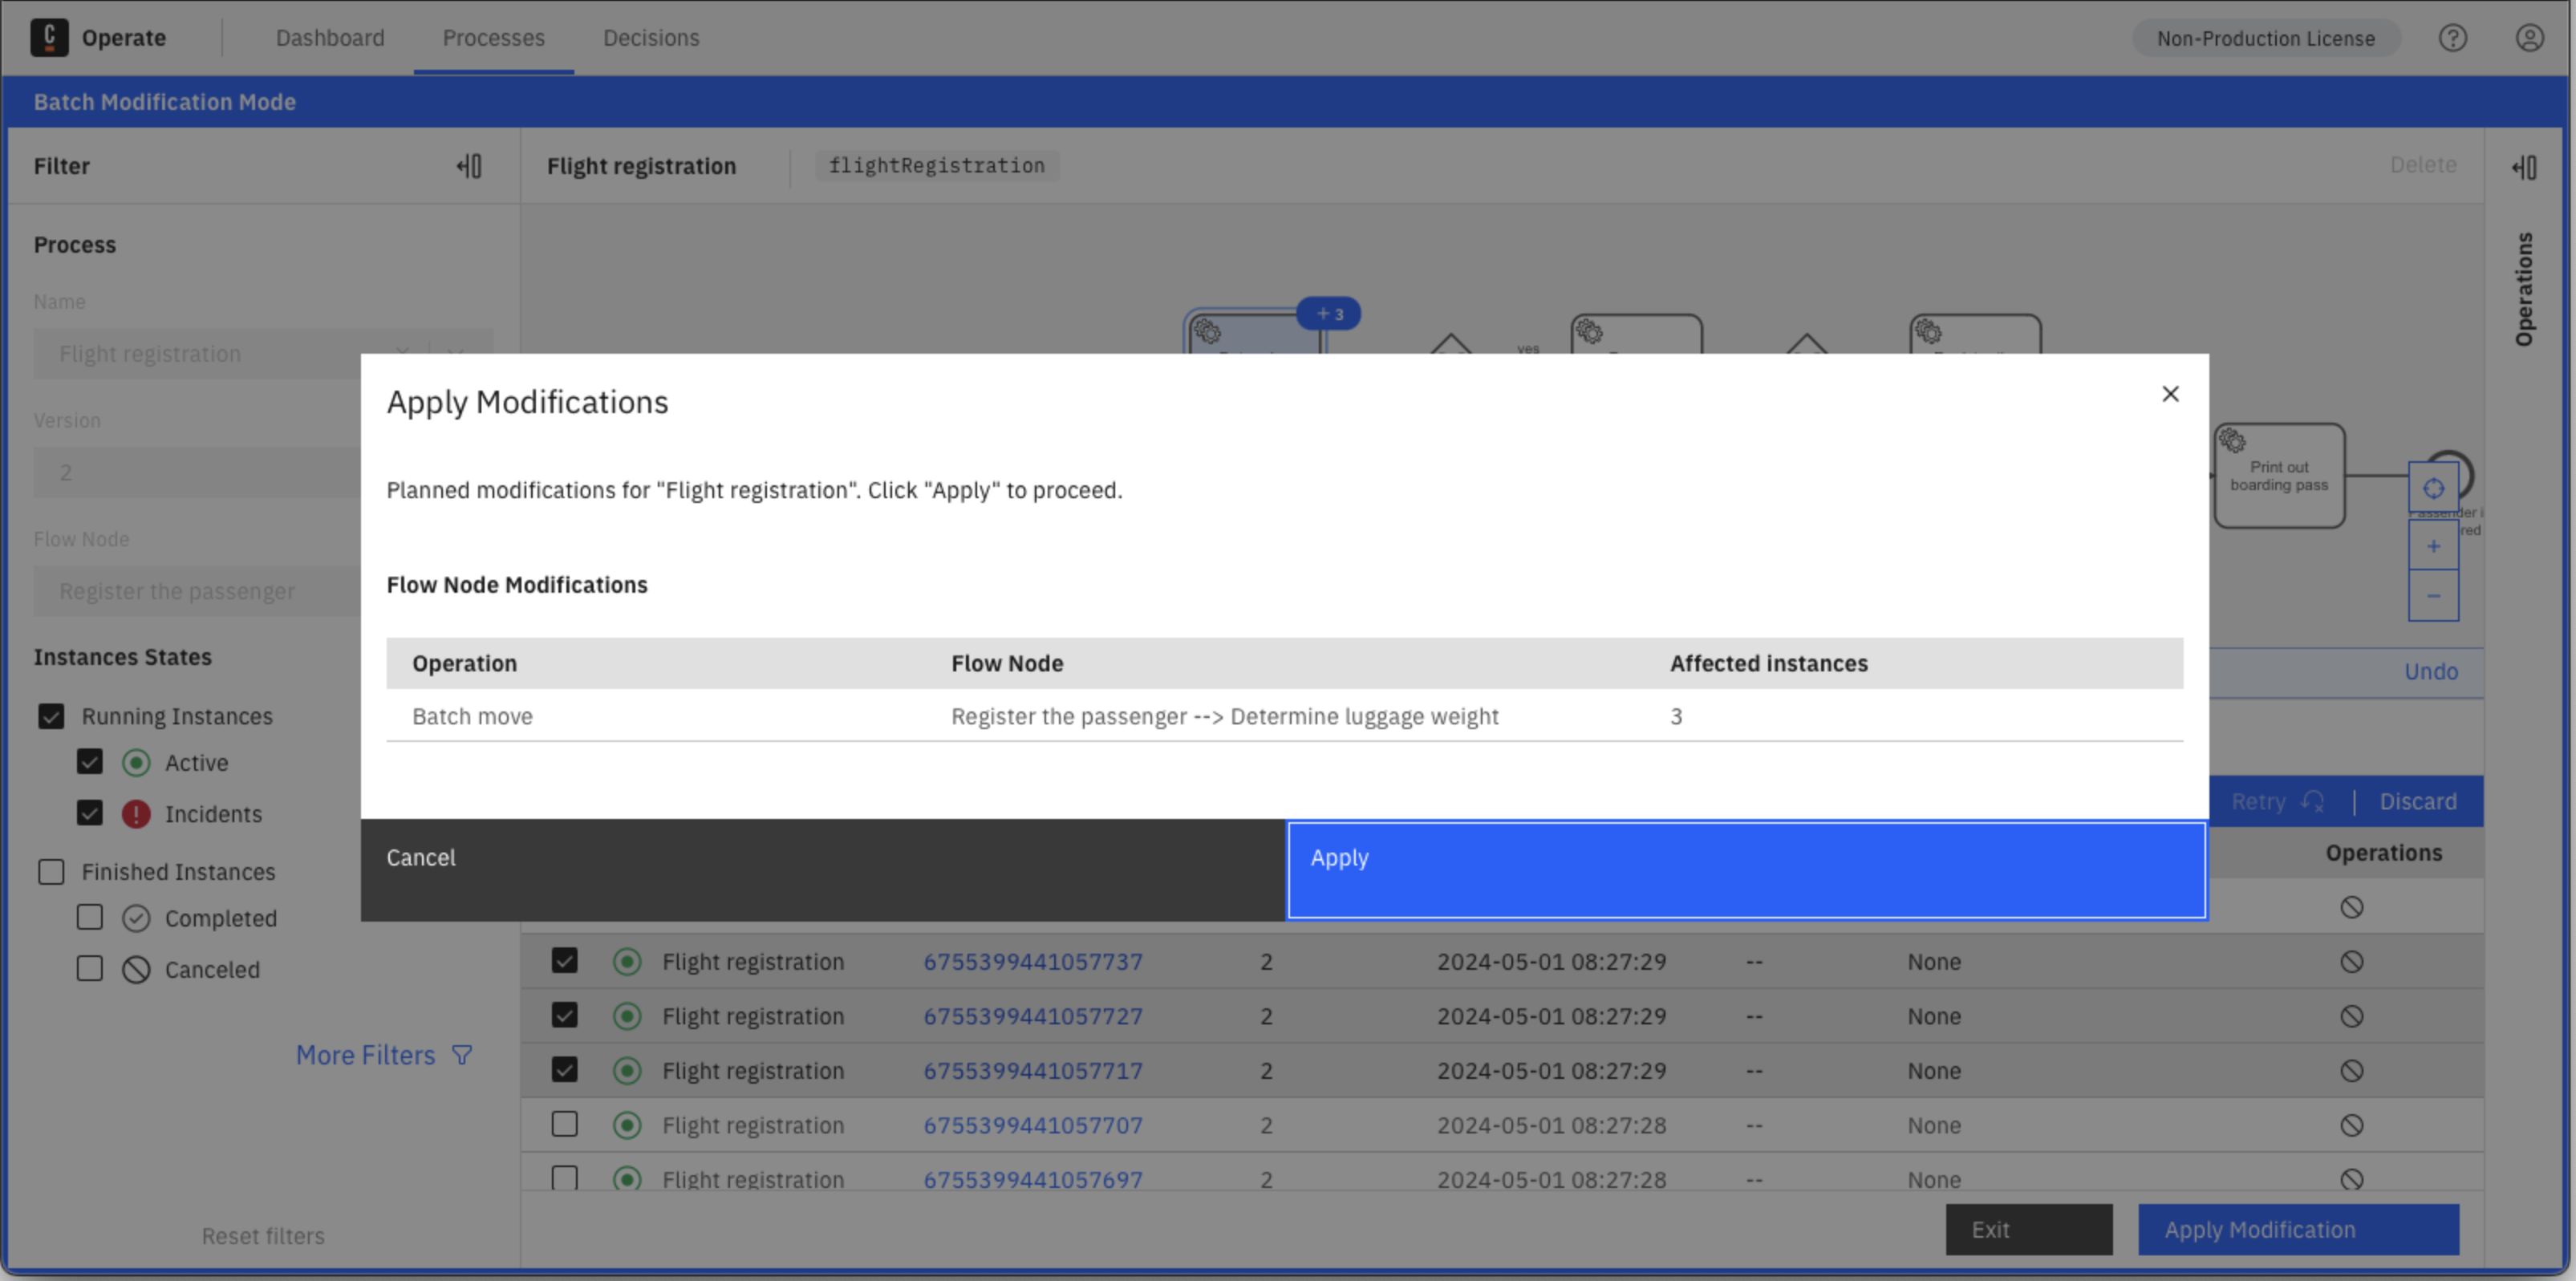 Operate
Dashboard
Processes
Decisions
Non-Production License
Batch Modification Mode
Filter
Flight registration
flightRegistration
Delete
Process
Operations
Name
+ 3
Flight registration
yes
Apply Modifications
Version
2
Planned modifications for "Flight registration". Click "Apply" to proceed.
Print out
boarding pass
Flow Node
red
Register the passenger
Flow Node Modifications
Instances States
Operation Flow Node Affected instances
Undo
Running Instances
Batch move Register the passenger --> Determine luggage weight 3
Active
Incidents
Retry
Discard
Cancel
Apply
Operations
Finished Instances
Completed
Canceled
Flight registration 6755399441057737 2 2024-05-01 08:27:29 -- None
Flight registration 6755399441057727 2 2024-05-01 08:27:29 -- None
More Filters
Flight registration 6755399441057717 2 2024-05-01 08:27:29 -- None
Flight registration 6755399441057707 2 2024-05-01 08:27:28 -- None
Flight registration 6755399441057697 2 2024-05-01 08:27:28 -- None
Reset filters
Exit
Apply Modification